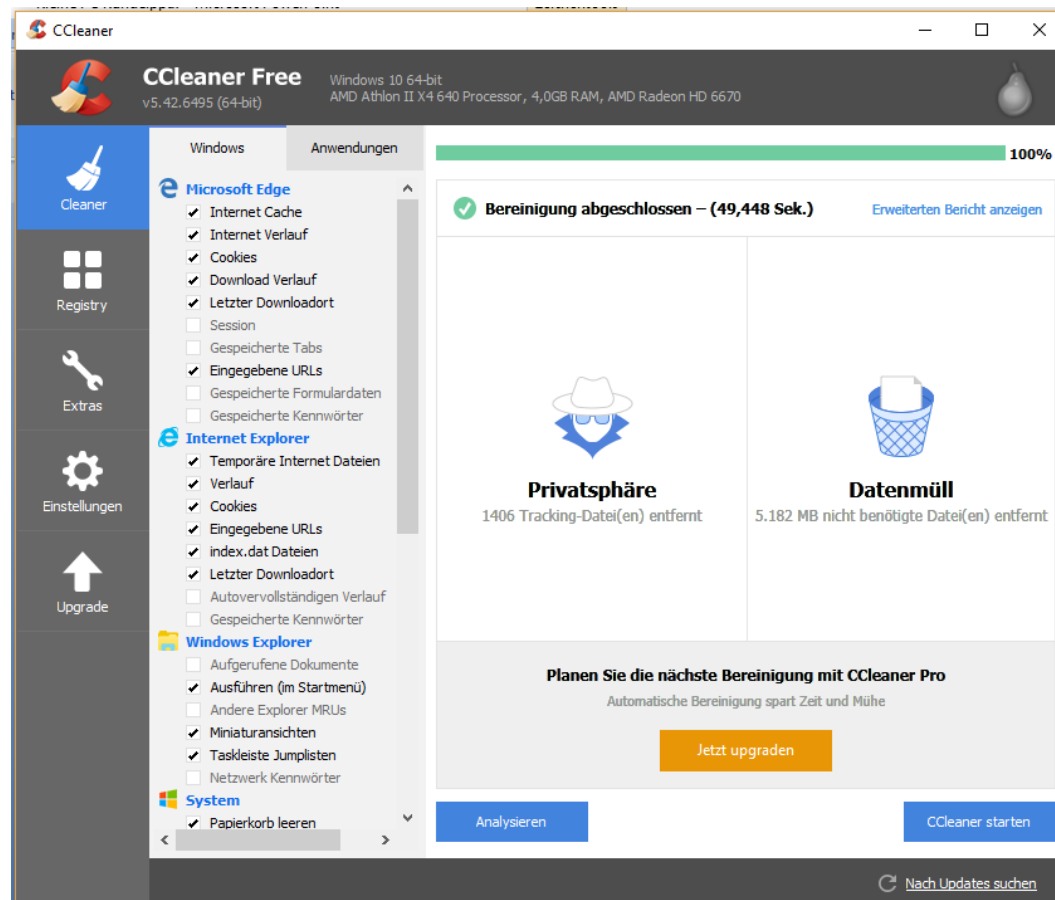 CCleaner
CCleaner Free
v5.42.6495 (64-bit)
Windows 10 64-bit
AMD Athlon II X4 640 Processor, 4,0GB RAM, AMD Radeon HD 6670
Cleaner
Registry
Extras
Einstellungen
Upgrade
Windows
Anwendungen
Microsoft Edge
Internet Cache
Internet Verlauf
Cookies
Download Verlauf
Letzter Downloadort
Session
Gespeicherte Tabs
Eingegebene URLs
Gespeicherte Formulardaten
Gespeicherte Kennwörter
Internet Explorer
Temporäre Internet Dateien
Verlauf
Cookies
Eingegebene URLs
index.dat Dateien
Letzter Downloadort
Autovervollständigen Verlauf
Gespeicherte Kennwörter
Windows Explorer
Aufgerufene Dokumente
Ausführen (im Startmenü)
Andere Explorer MRUs
Miniaturansichten
Taskleiste Jumplisten
Netzwerk Kennwörter
System
Papierkorb leeren
100%
Bereinigung abgeschlossen – (49,448 Sek.)
Erweiterten Bericht anzeigen
Privatsphäre
1406 Tracking-Datei(en) entfernt
Datenmüll
5.182 MB nicht benötigte Datei(en) entfernt
Planen Sie die nächste Bereinigung mit CCleaner Pro
Automatische Bereinigung spart Zeit und Mühe
Jetzt upgraden
Analysieren
CCleaner starten
Nach Updates suchen